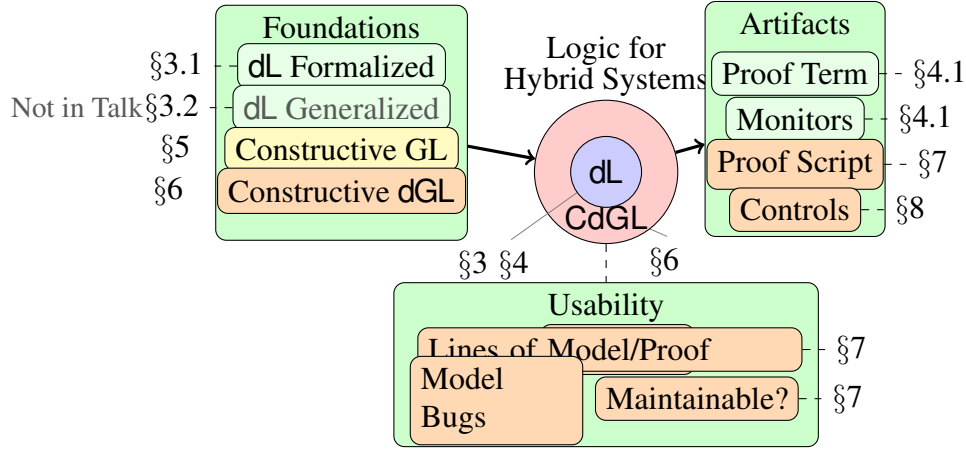 Foundations
§3.1
dL Formalized
Not in Talk §3.2
dL Generalized
§5
Constructive GL
§6
Constructive dGL
Logic for
Hybrid Systems
dL
CdGL
§3 §4
§6
Artifacts
Proof Term
§4.1
Monitors
§4.1
Proof Script
§7
Controls
§8
Usability
Lines of Model/Proof
§7
Model
Bugs
Maintainable?
§7